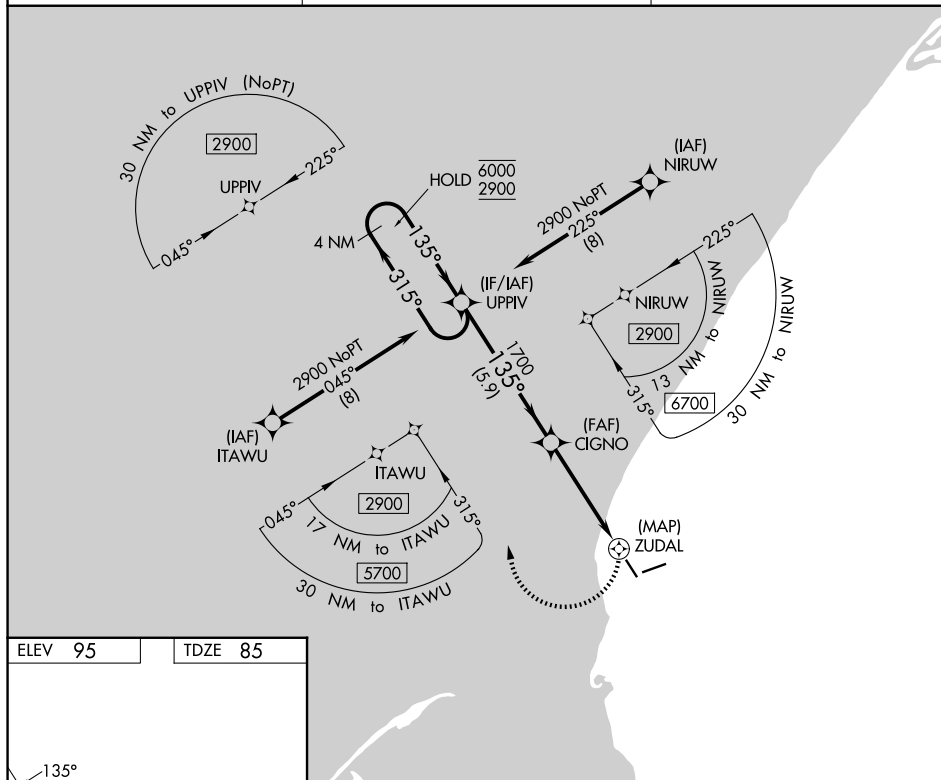 30 NM to UPPIV (NoPT)
2900
UPPIV
225°
045°
HOLD 6000
2900
4 NM
135°
315°
(IAF)
NIRUW
2900 NoPT
225°
(8)
(IF/IAF)
UPPIV
225°
NIRUW
2900
13 NM to NIRUW
315°
6700
30 NM to NIRUW
2900 NoPT
045°
(8)
(IAF)
ITAWU
1700
135°
(5.9)
(FAF)
CIGNO
ITAWU
045°
2900
315°
17 NM to ITAWU
5700
30 NM to ITAWU
(MAP)
ZUDAL
ELEV 95
TDZE 85
135°